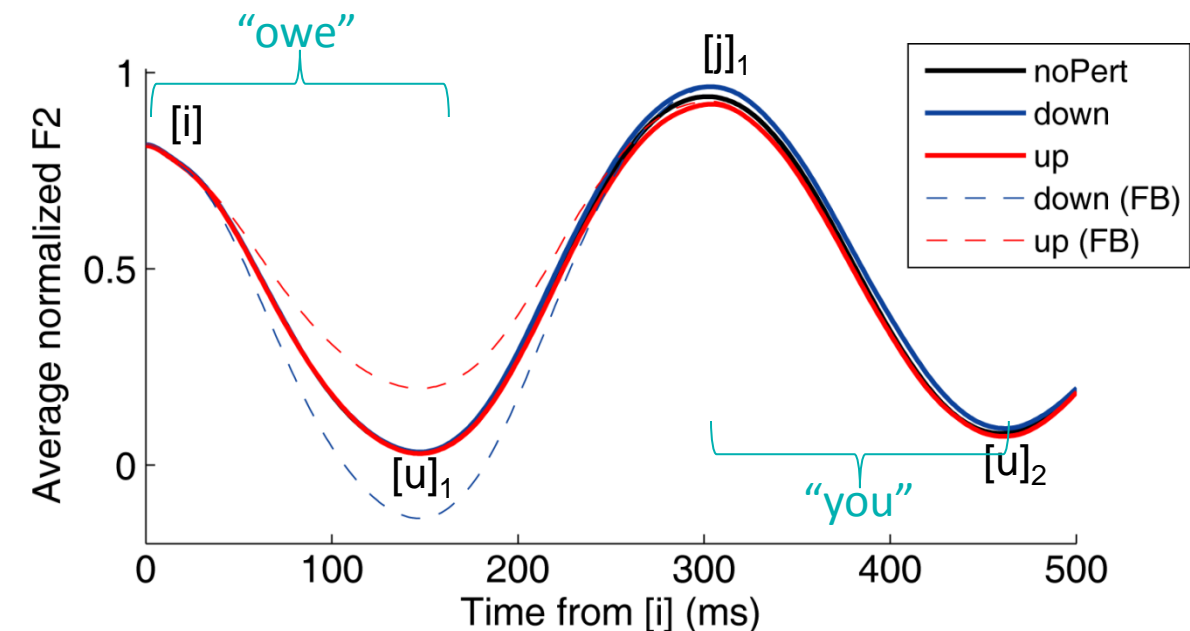 “owe”
[i]
[j]₁
[u]₁
[u]₂
“you”
noPert
down
up
down (FB)
up (FB)
Average normalized F2
1
0.5
0
0 100 200 300 400 500
Time from [i] (ms)